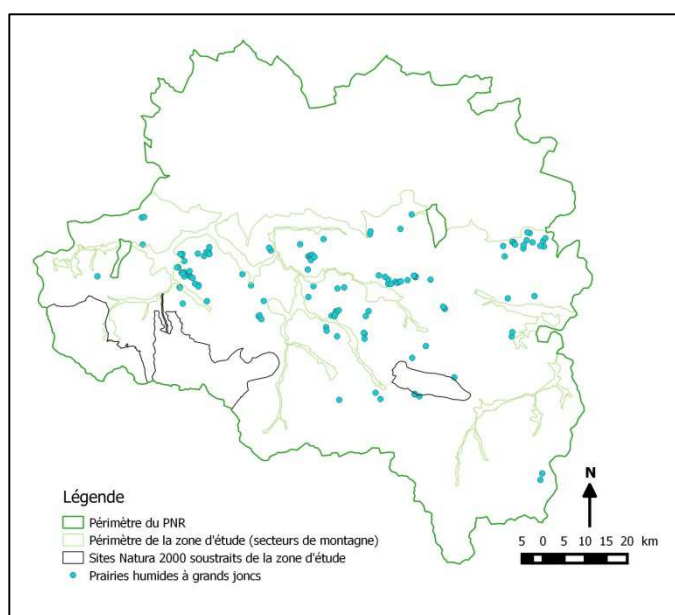 Légende
Périmètre du PNR
Périmètre de la zone d'étude (secteurs de montagne)
Sites Natura 2000 soustraits de la zone d'étude
Prairies humides à grands joncs
N
5 0 5 10 15 20 km